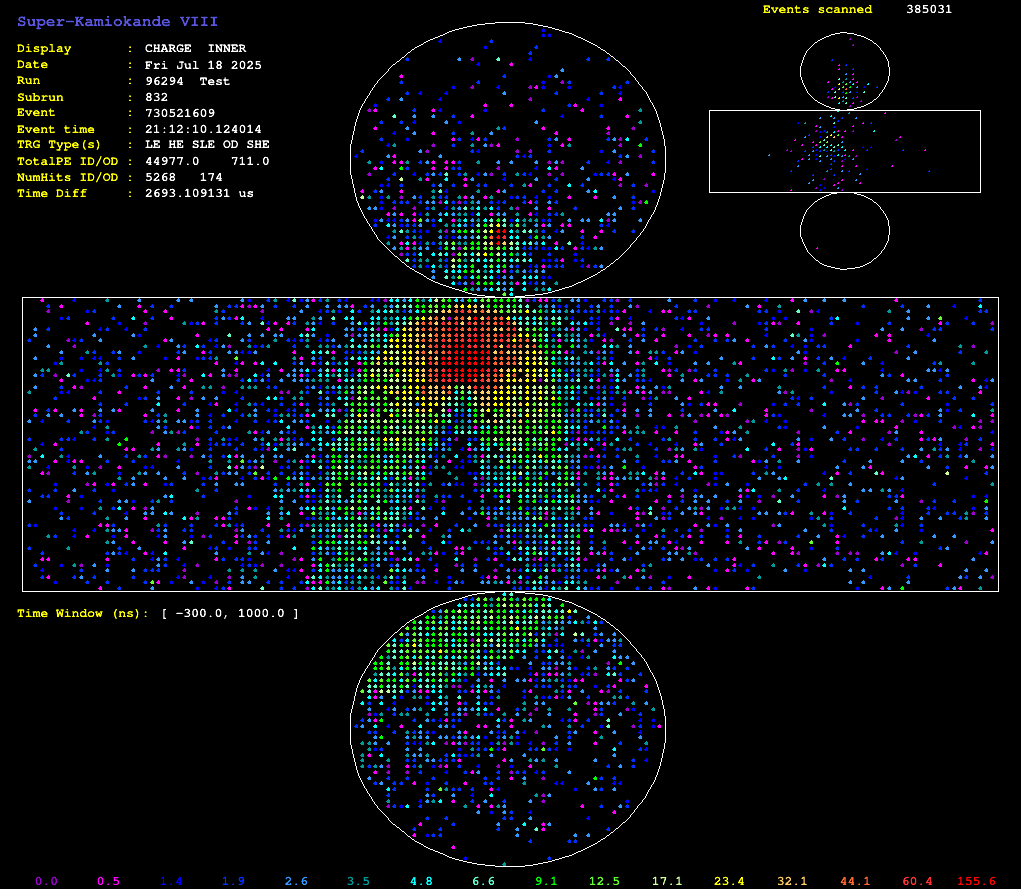 Super-Kamiokande VIII
Display : CHARGE INNER
Date : Fri Jul 18 2025
Run : 96294 Test
Subrun : 832
Event : 730521609
Event time : 21:12:10.124014
TRG Type(s) : LE HE SLE OD SHE
TotalPE ID/OD : 44977.0 711.0
NumHits ID/OD : 5268 174
Time Diff : 2693.109131 us
Events scanned 385031
Time Window (ns): [ −300.0, 1000.0 ]
0.0 0.5 1.4 1.9 2.6 3.5 4.8 6.6 9.1 12.5 17.1 23.4 32.1 44.1 60.4 155.6